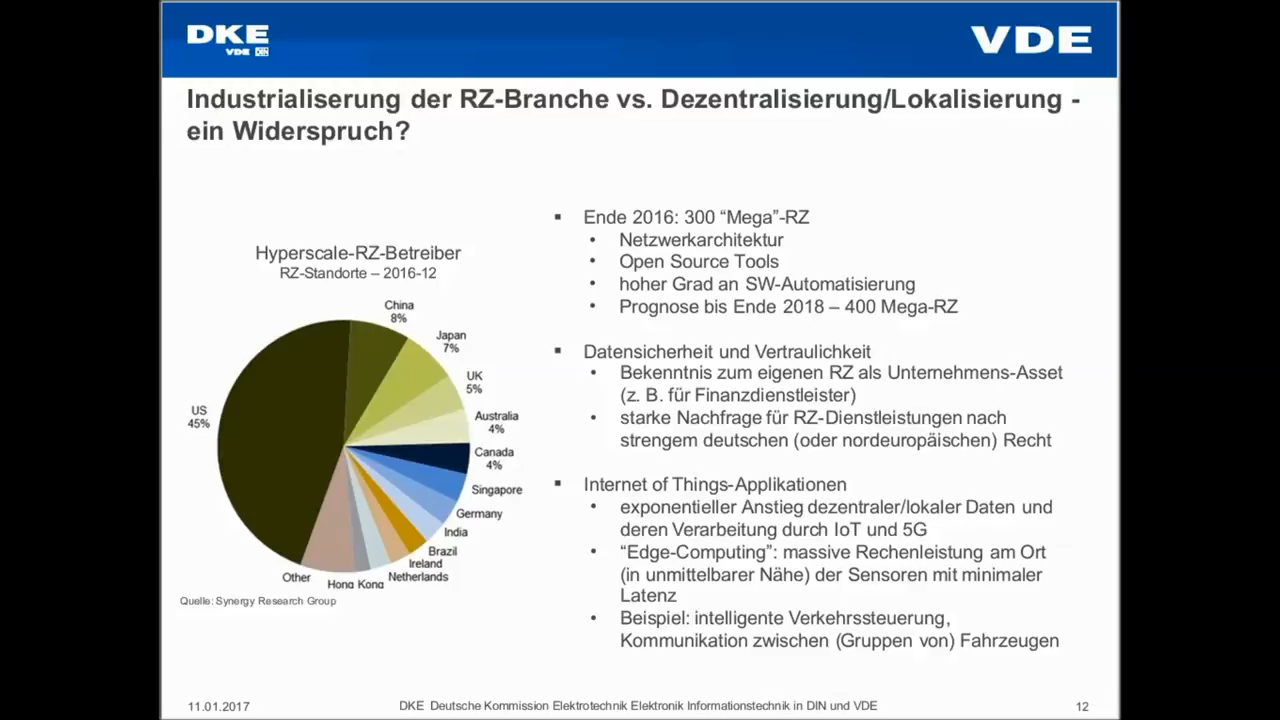 DKE
VDE DIN
VDE
Industrialiserung der RZ-Branche vs. Dezentralisierung/Lokalisierung -
ein Widerspruch?
Hyperscale-RZ-Betreiber
RZ-Standorte – 2016-12
China
8%
Japan
7%
UK
5%
Australia
4%
Canada
4%
Singapore
Germany
India
Brazil
Ireland
Netherlands
Hong Kong
Other
US
45%
Quelle: Synergy Research Group
▪ Ende 2016: 300 “Mega”-RZ
• Netzwerkarchitektur
• Open Source Tools
• hoher Grad an SW-Automatisierung
• Prognose bis Ende 2018 – 400 Mega-RZ
▪ Datensicherheit und Vertraulichkeit
• Bekenntnis zum eigenen RZ als Unternehmens-Asset
(z. B. für Finanzdienstleister)
• starke Nachfrage für RZ-Dienstleistungen nach
strengem deutschen (oder nordeuropäischen) Recht
▪ Internet of Things-Applikationen
• exponentieller Anstieg dezentraler/lokaler Daten und
deren Verarbeitung durch IoT und 5G
• “Edge-Computing”: massive Rechenleistung am Ort
(in unmittelbarer Nähe) der Sensoren mit minimaler
Latenz
• Beispiel: intelligente Verkehrssteuerung,
Kommunikation zwischen (Gruppen von) Fahrzeugen
11.01.2017
DKE Deutsche Kommission Elektrotechnik Elektronik Informationstechnik in DIN und VDE
12